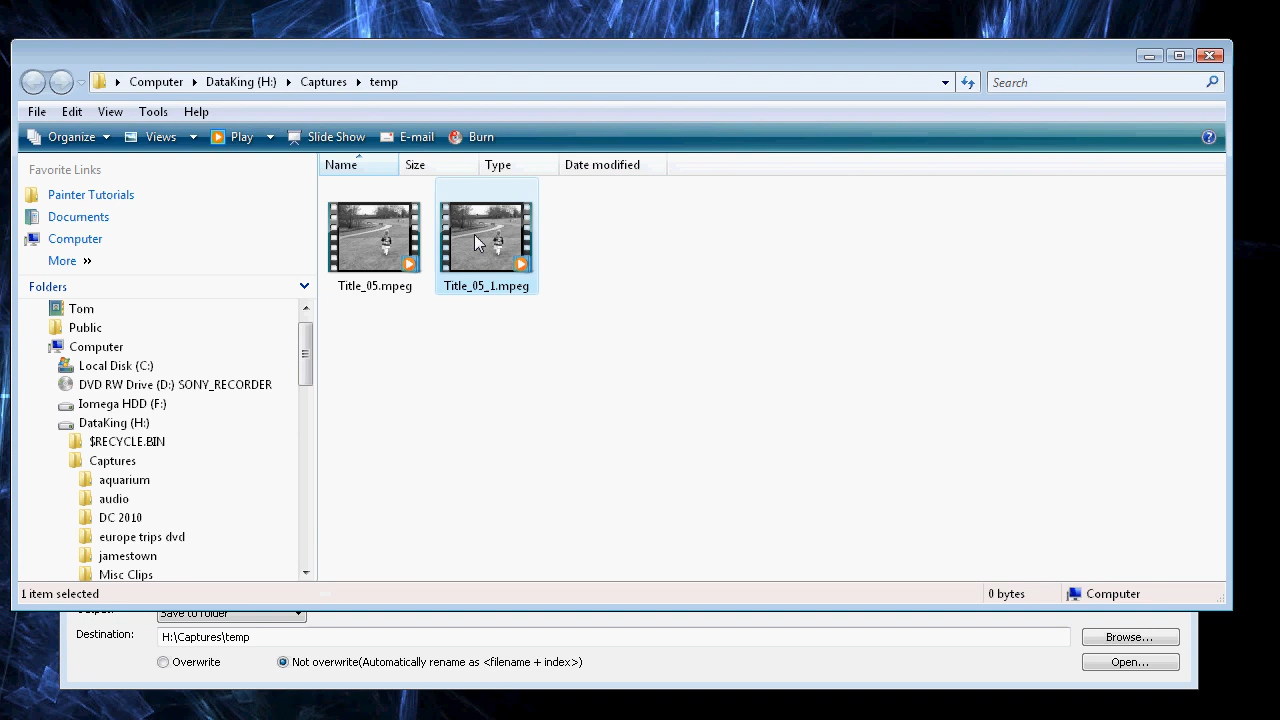 Computer DataKing (H:) Captures temp
Search
File Edit View Tools Help
Organize Views Play Slide Show E-mail Burn
Favorite Links
Painter Tutorials
Documents
Computer
More »
Folders
Tom
Public
Computer
Local Disk (C:)
DVD RW Drive (D:) SONY_RECORDER
Iomega HDD (F:)
DataKing (H:)
$RECYCLE.BIN
Captures
aquarium
audio
DC 2010
europe trips dvd
jamestown
Misc Clips
Name Size Type Date modified
Title_05.mpeg Title_05_1.mpeg
1 item selected 0 bytes Computer
Save to folder
Destination: H:\Captures\temp Browse...
Overwrite Not overwrite(Automatically rename as <filename + index>) Open...